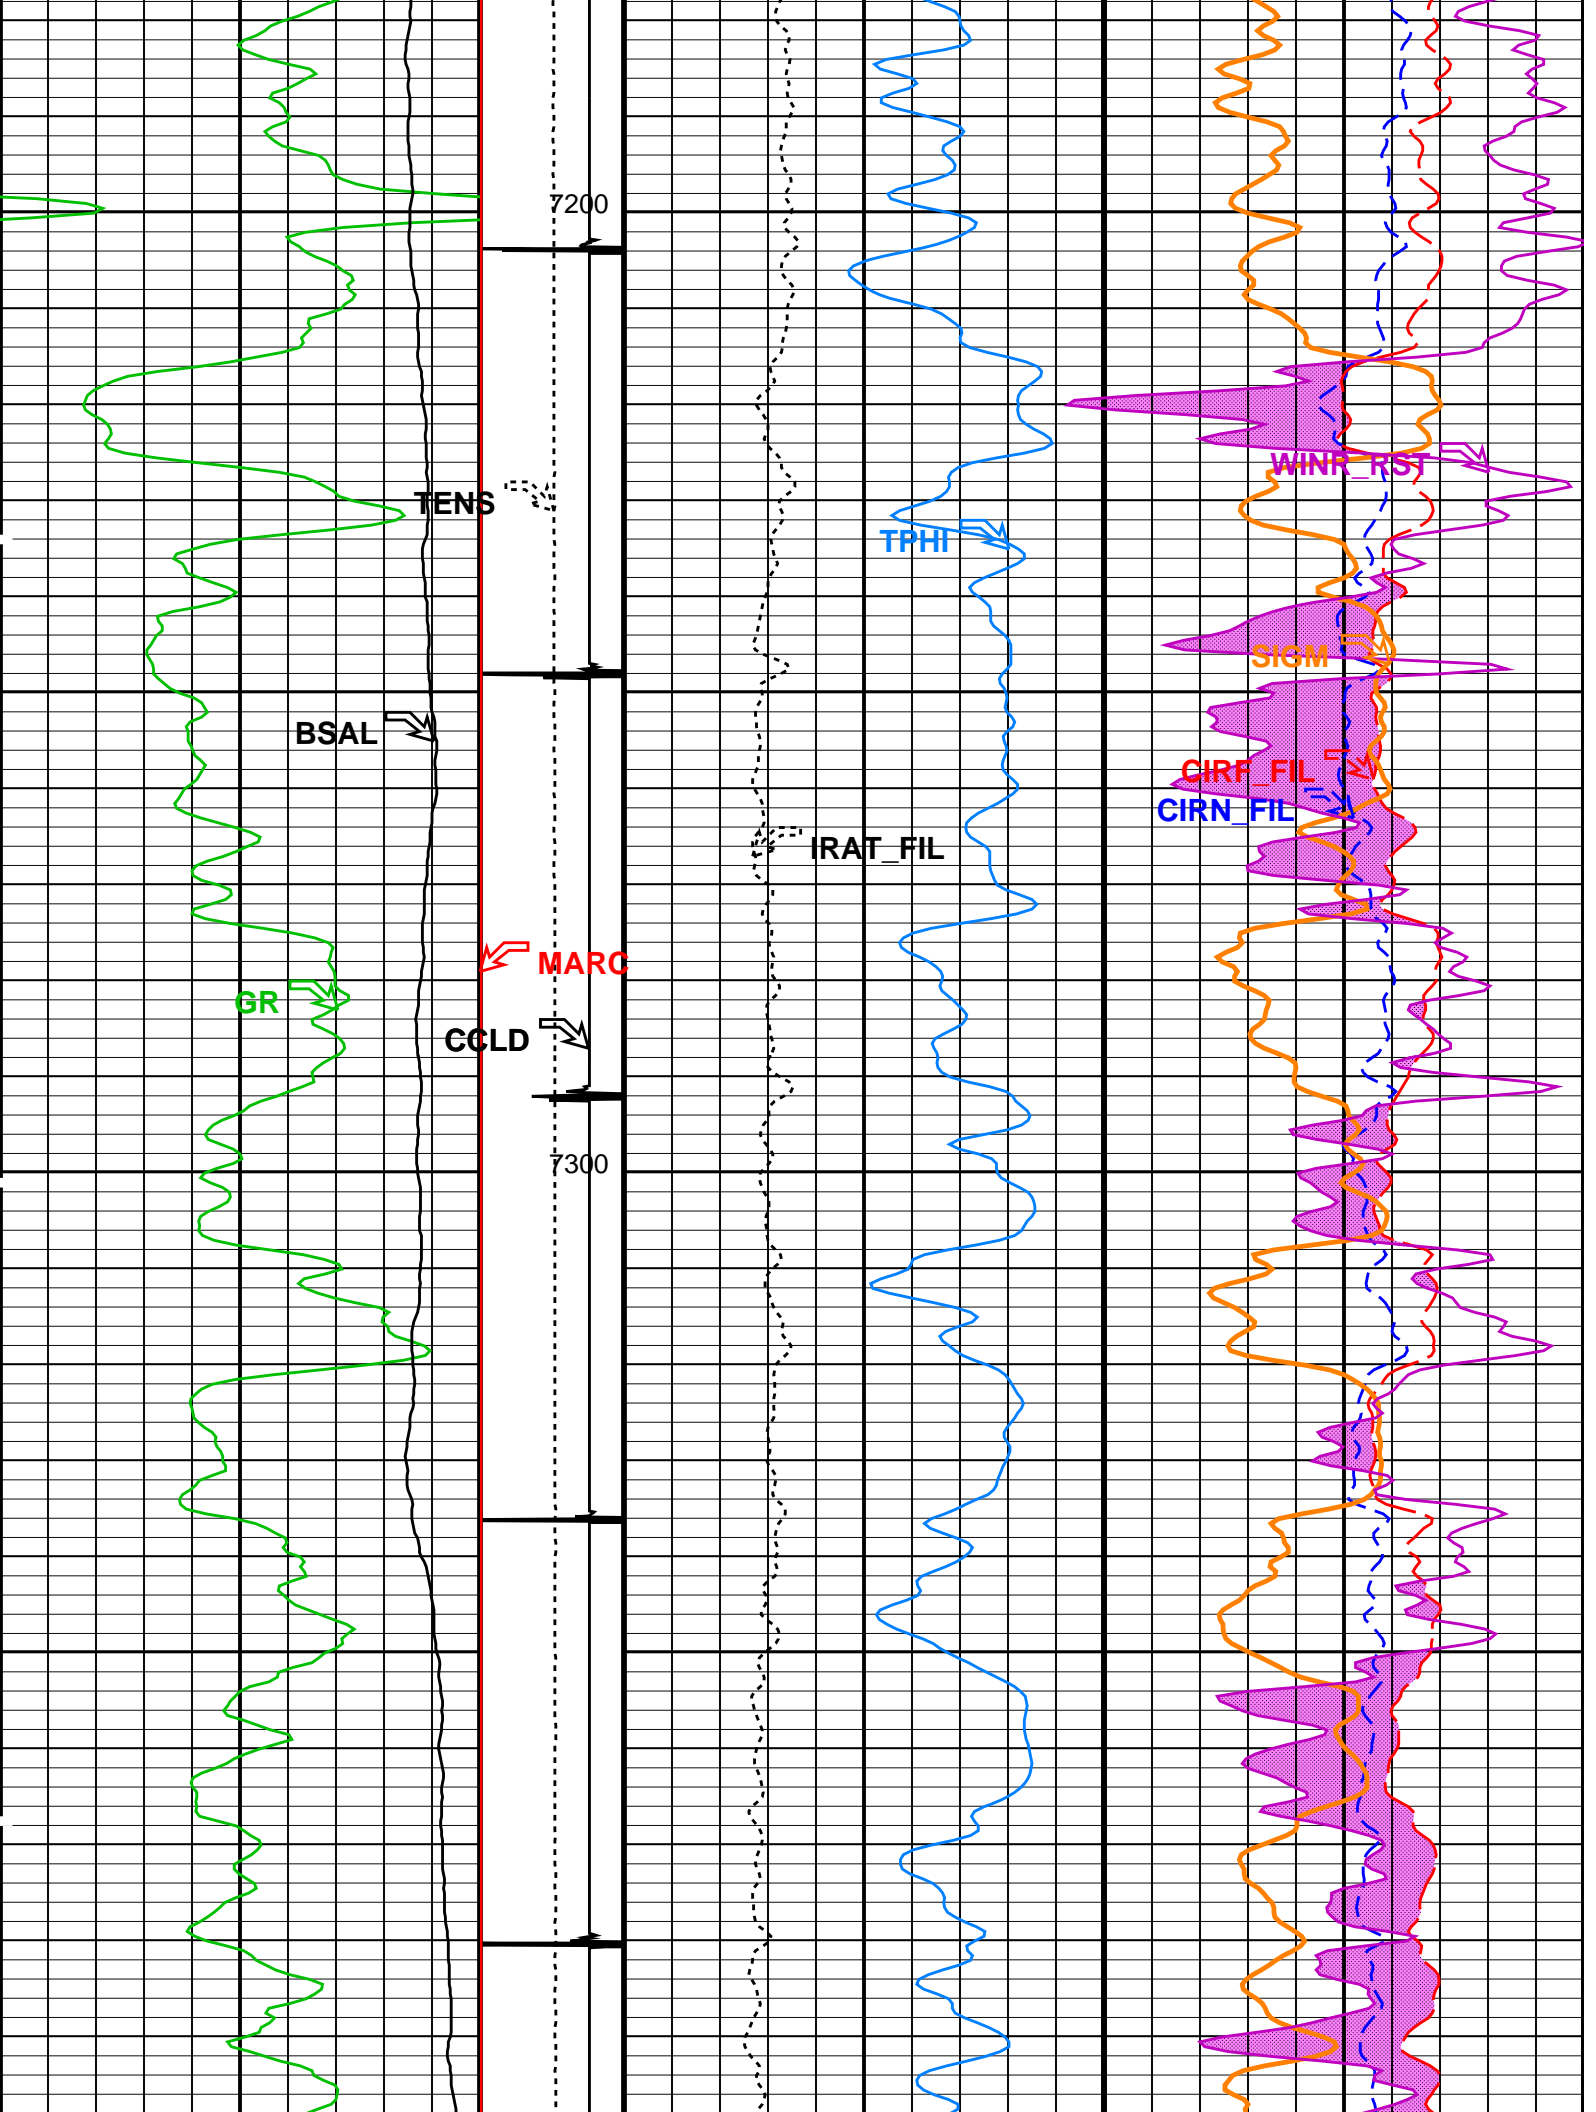 7200
WINR_RST
TENS
TPHI
SIGM
BSAL
CIRF_FIL
CIRN_FIL
IRAT_FIL
MARC
GR
CCLD
7300